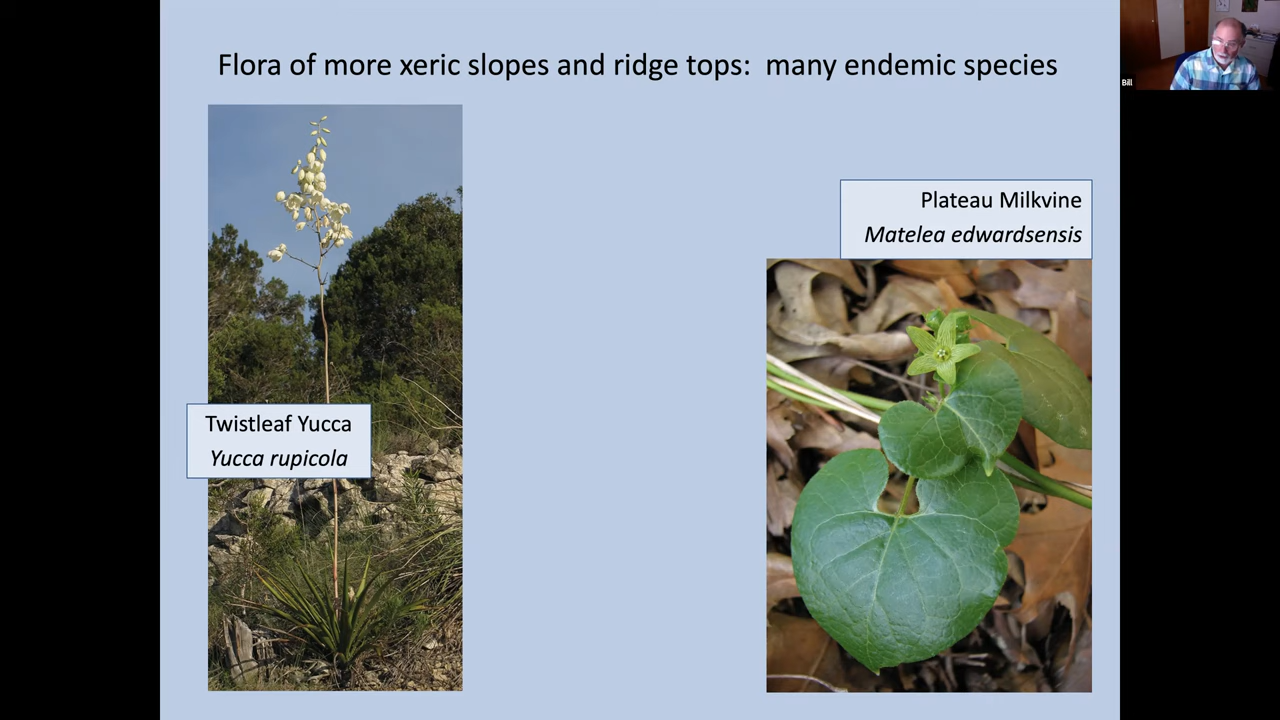 Flora of more xeric slopes and ridge tops:  many endemic species
Bill
Plateau Milkvine
Matelea edwardsensis
Twistleaf Yucca
Yucca rupicola